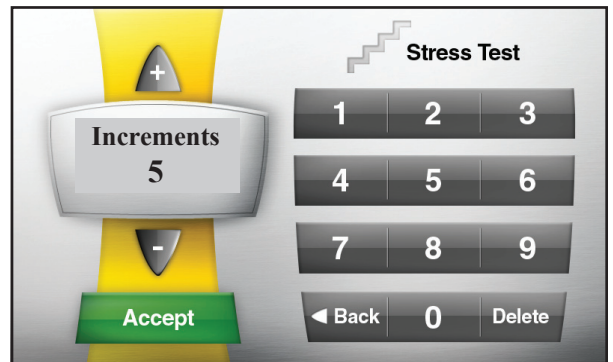 +
Stress Test
Increments
5
-
1 2 3
4 5 6
7 8 9
Accept
◀ Back 0 Delete